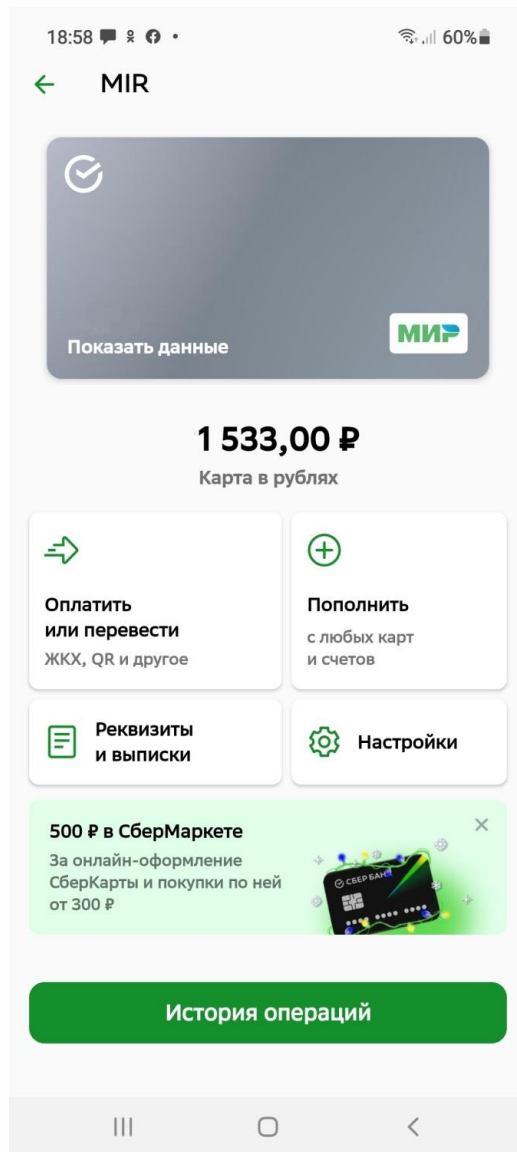 18:58 60%
MIR
Показать данные
МИР
1 533,00 ₽
Карта в рублях
Оплатить
или перевести
ЖКХ, QR и другое
Пополнить
с любых карт
и счетов
Реквизиты
и выписки
Настройки
500 ₽ в СберМаркете
За онлайн-оформление
СберКарты и покупки по ней
от 300 ₽
СБЕР БАНК
История операций